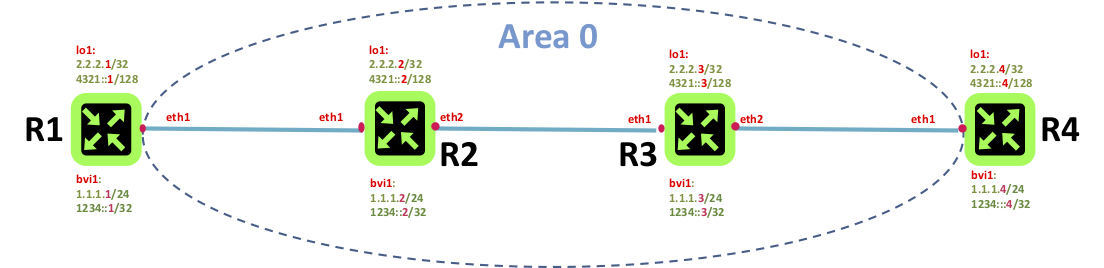 Area 0
lo1:
2.2.2.1/32
4321::1/128
R1
eth1
bvi1:
1.1.1.1/24
1234::1/32
lo1:
2.2.2.2/32
4321::2/128
eth1
eth2
R2
bvi1:
1.1.1.2/24
1234::2/32
lo1:
2.2.2.3/32
4321::3/128
eth1
eth2
R3
bvi1:
1.1.1.3/24
1234::3/32
lo1:
2.2.2.4/32
4321::4/128
eth1
R4
bvi1:
1.1.1.4/24
1234::4/32